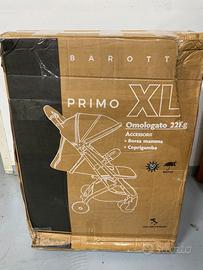 BAROTT
PRIMO XL
Omologato 22Kg
ACCESSORI
• Borsa mamma
• Coprigambe